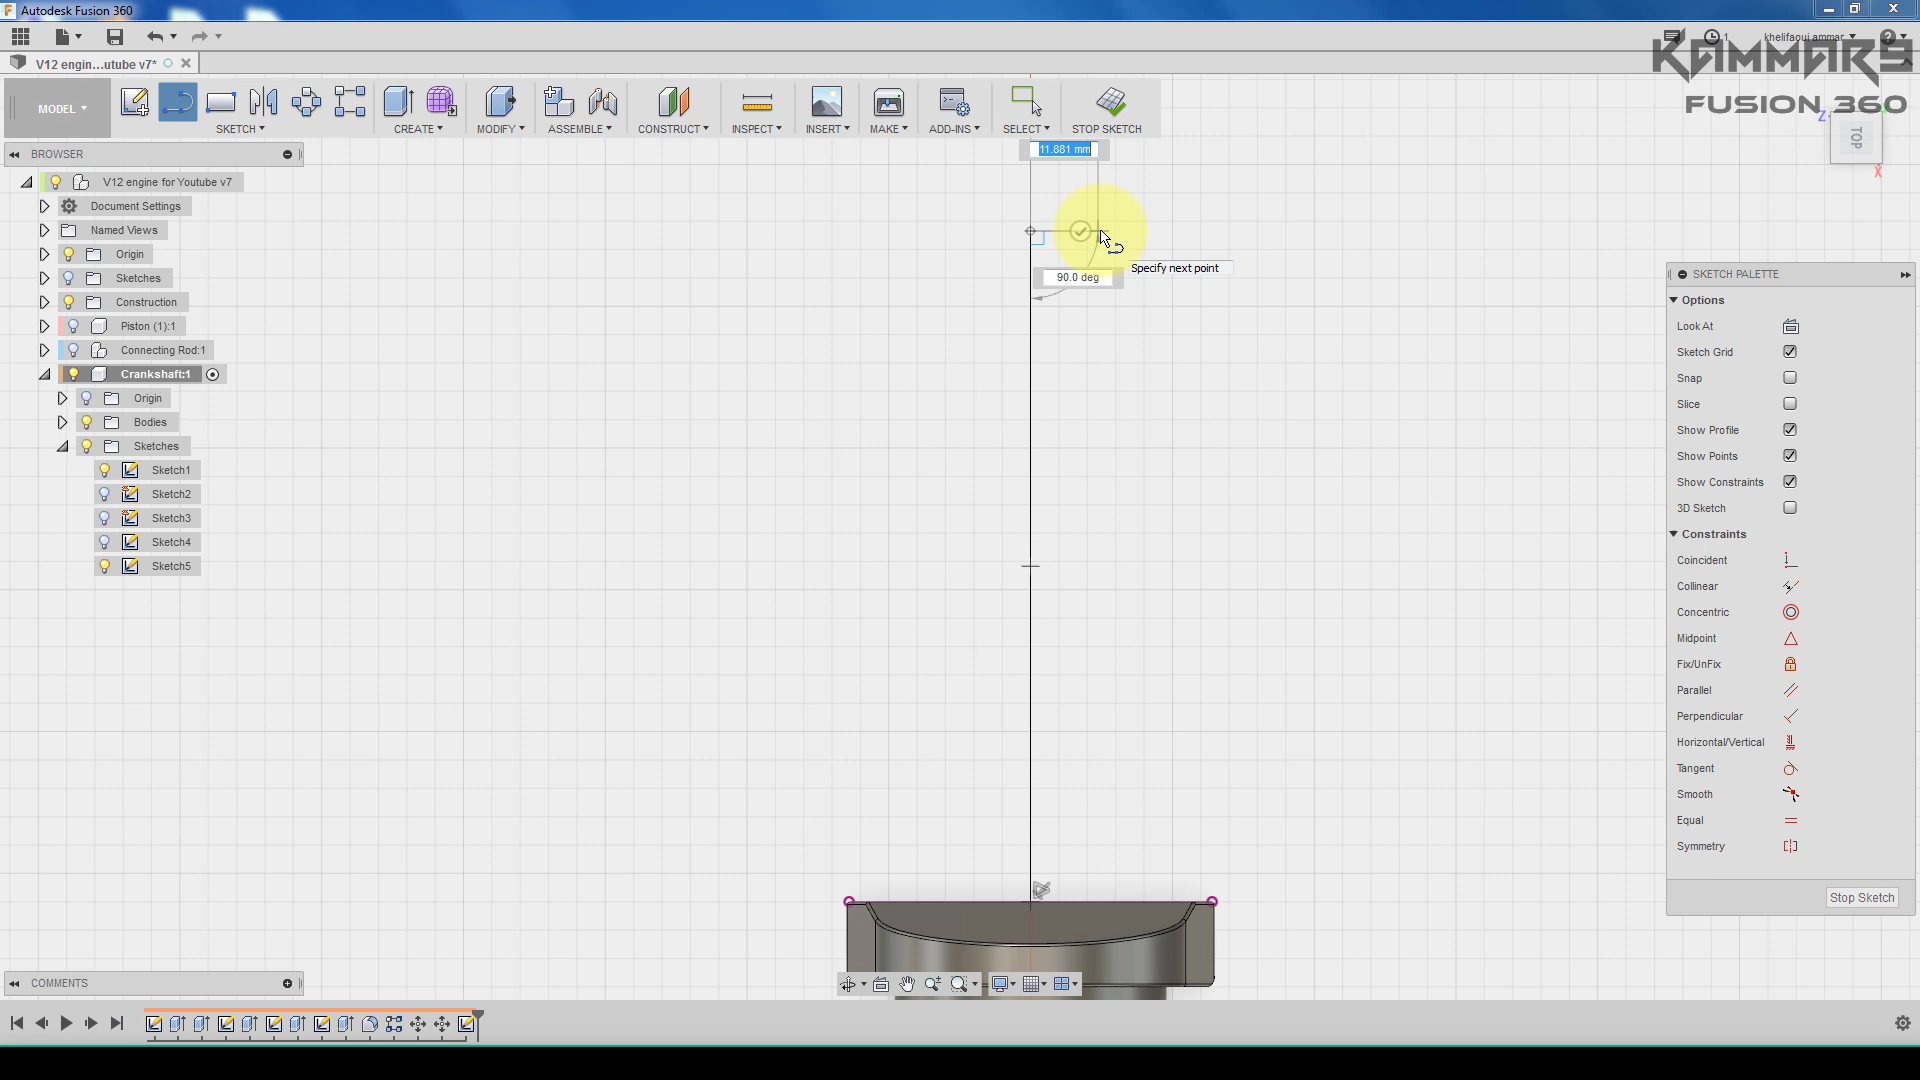 Autodesk Fusion 360
khelifaoui ammar
1
KAMMARS
FUSION 360
V12 engin...utube v7*
MODEL
SKETCH
CREATE
MODIFY
ASSEMBLE
CONSTRUCT
INSPECT
INSERT
MAKE
ADD-INS
SELECT
STOP SKETCH
TOP
Z
X
BROWSER
V12 engine for Youtube v7
Document Settings
Named Views
Origin
Sketches
Construction
Piston (1):1
Connecting Rod:1
Crankshaft:1
Origin
Bodies
Sketches
Sketch1
Sketch2
Sketch3
Sketch4
Sketch5
11.881 mm
90.0 deg
Specify next point
SKETCH PALETTE
Options
Look At
Sketch Grid
Snap
Slice
Show Profile
Show Points
Show Constraints
3D Sketch
Constraints
Coincident
Collinear
Concentric
Midpoint
Fix/UnFix
Parallel
Perpendicular
Horizontal/Vertical
Tangent
Smooth
Equal
Symmetry
Stop Sketch
COMMENTS